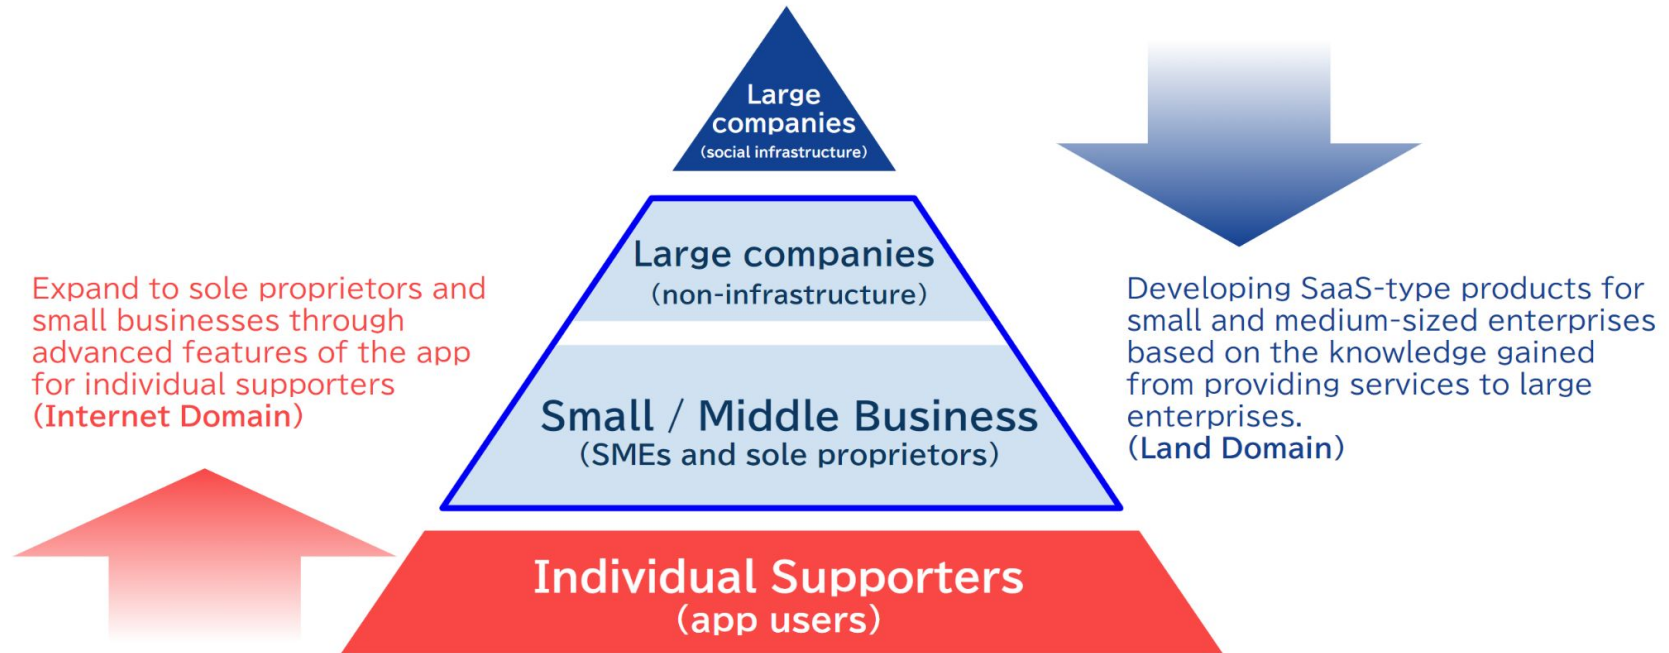 Large
companies
(social infrastructure)
Large companies
(non-infrastructure)
Small / Middle Business
(SMEs and sole proprietors)
Individual Supporters
(app users)
Expand to sole proprietors and
small businesses through
advanced features of the app
for individual supporters
(Internet Domain)
Developing SaaS-type products for
small and medium-sized enterprises
based on the knowledge gained
from providing services to large
enterprises.
(Land Domain)